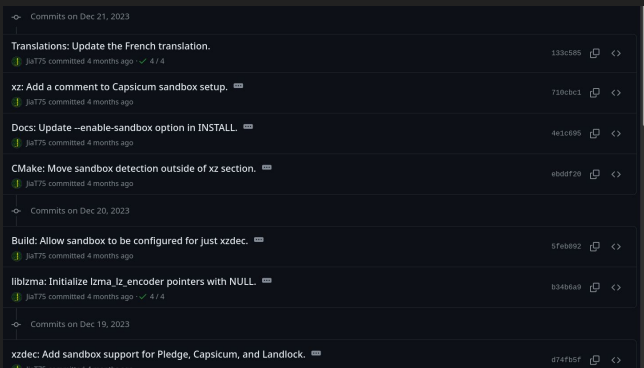 Commits on Dec 21, 2023
Translations: Update the French translation.
JiaT75 committed 4 months ago · ✓ 4 / 4
133c585
xz: Add a comment to Capsicum sandbox setup.
JiaT75 committed 4 months ago
710cbc1
Docs: Update --enable-sandbox option in INSTALL.
JiaT75 committed 4 months ago
4e1c695
CMake: Move sandbox detection outside of xz section.
JiaT75 committed 4 months ago
ebddf20
Commits on Dec 20, 2023
Build: Allow sandbox to be configured for just xzdec.
JiaT75 committed 4 months ago
5feb092
liblzma: Initialize lzma_lz_encoder pointers with NULL.
JiaT75 committed 4 months ago · ✓ 4 / 4
b34b6a9
Commits on Dec 19, 2023
xzdec: Add sandbox support for Pledge, Capsicum, and Landlock.
d74fb5f